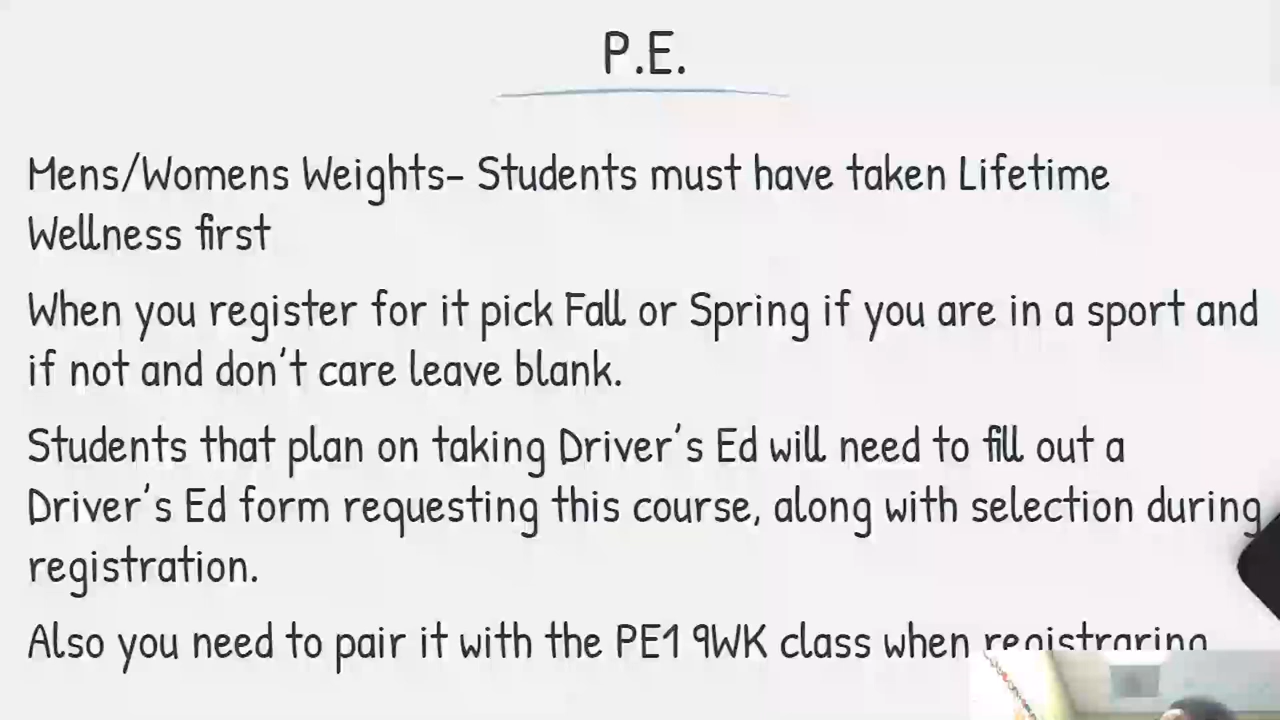 P.E.
Mens/Womens Weights- Students must have taken Lifetime
Wellness first
When you register for it pick Fall or Spring if you are in a sport and
if not and don't care leave blank.
Students that plan on taking Driver's Ed will need to fill out a
Driver's Ed form requesting this course, along with selection during
registration.
Also you need to pair it with the PE1 9WK class when registraring